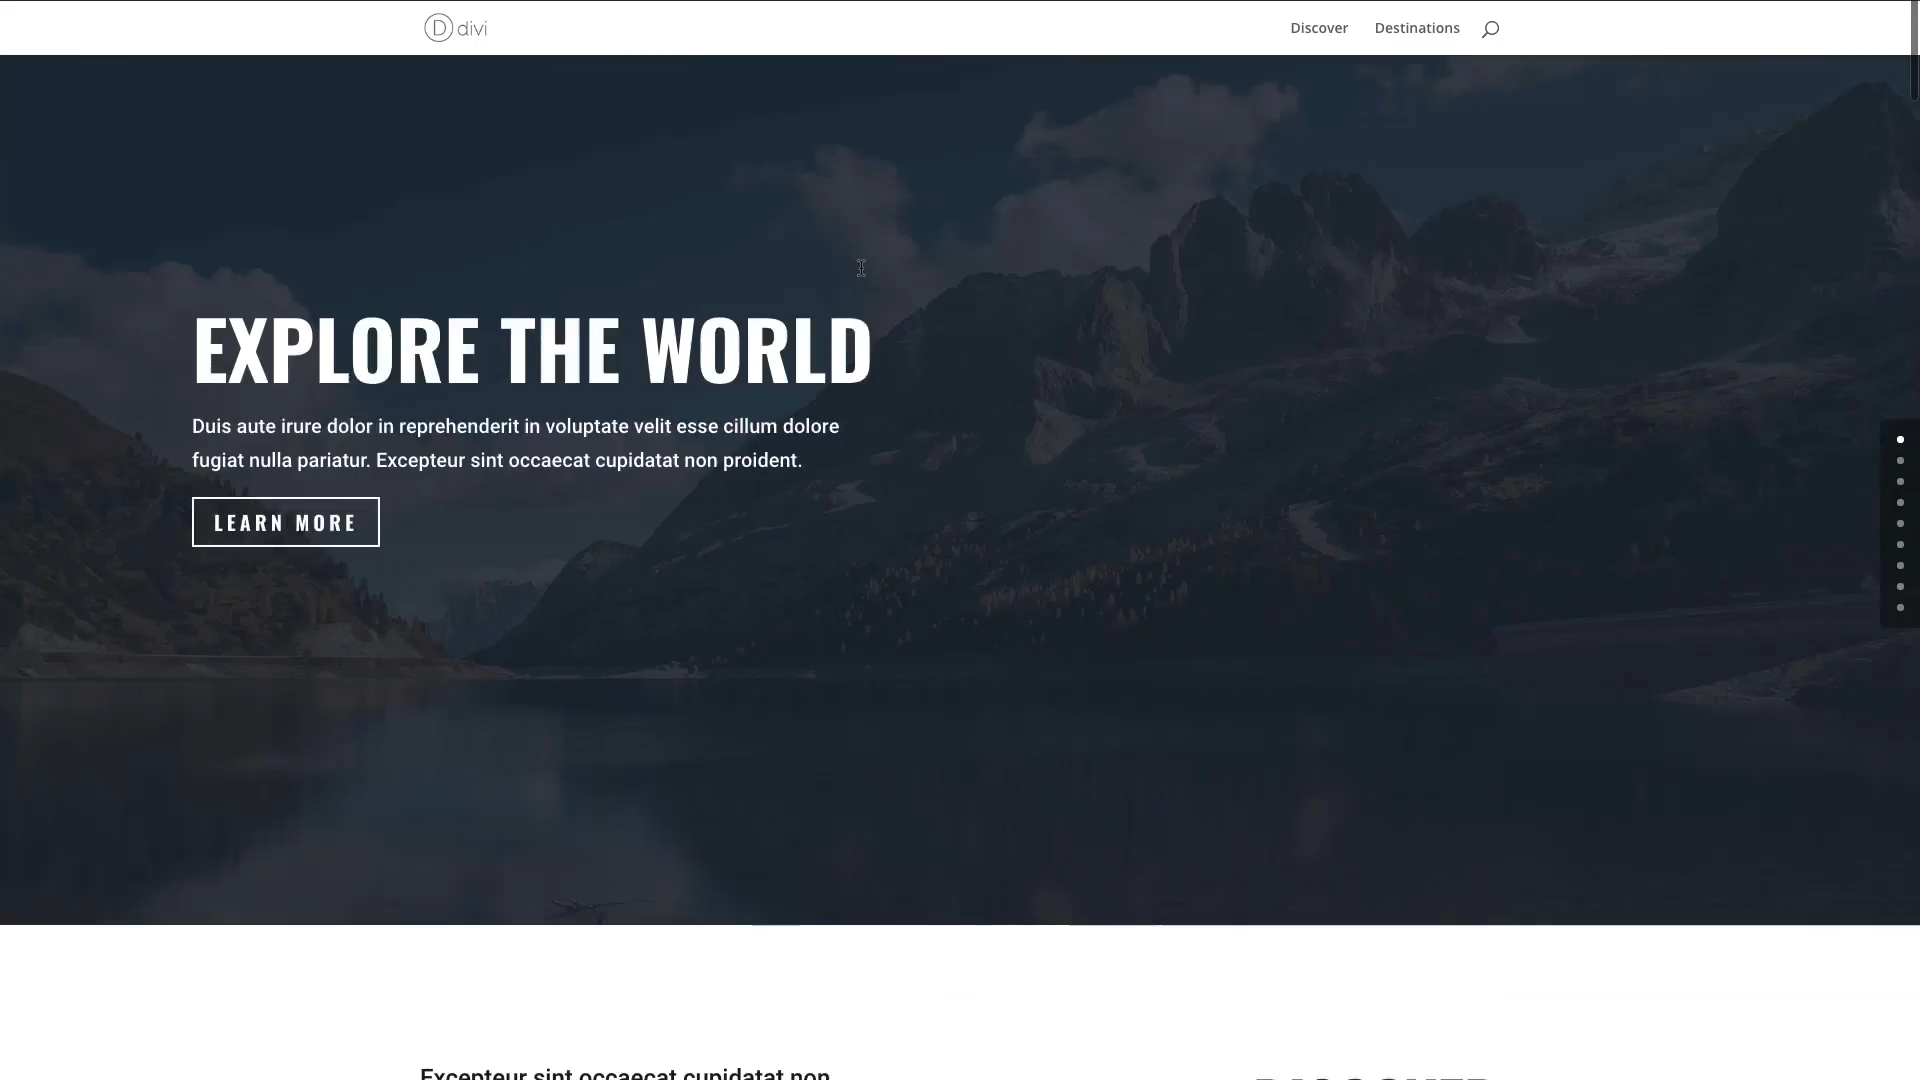 D divi
Discover
Destinations
EXPLORE THE WORLD
Duis aute irure dolor in reprehenderit in voluptate velit esse cillum dolore
fugiat nulla pariatur. Excepteur sint occaecat cupidatat non proident.
LEARN MORE
Excepteur sint occaecat cupidatat non